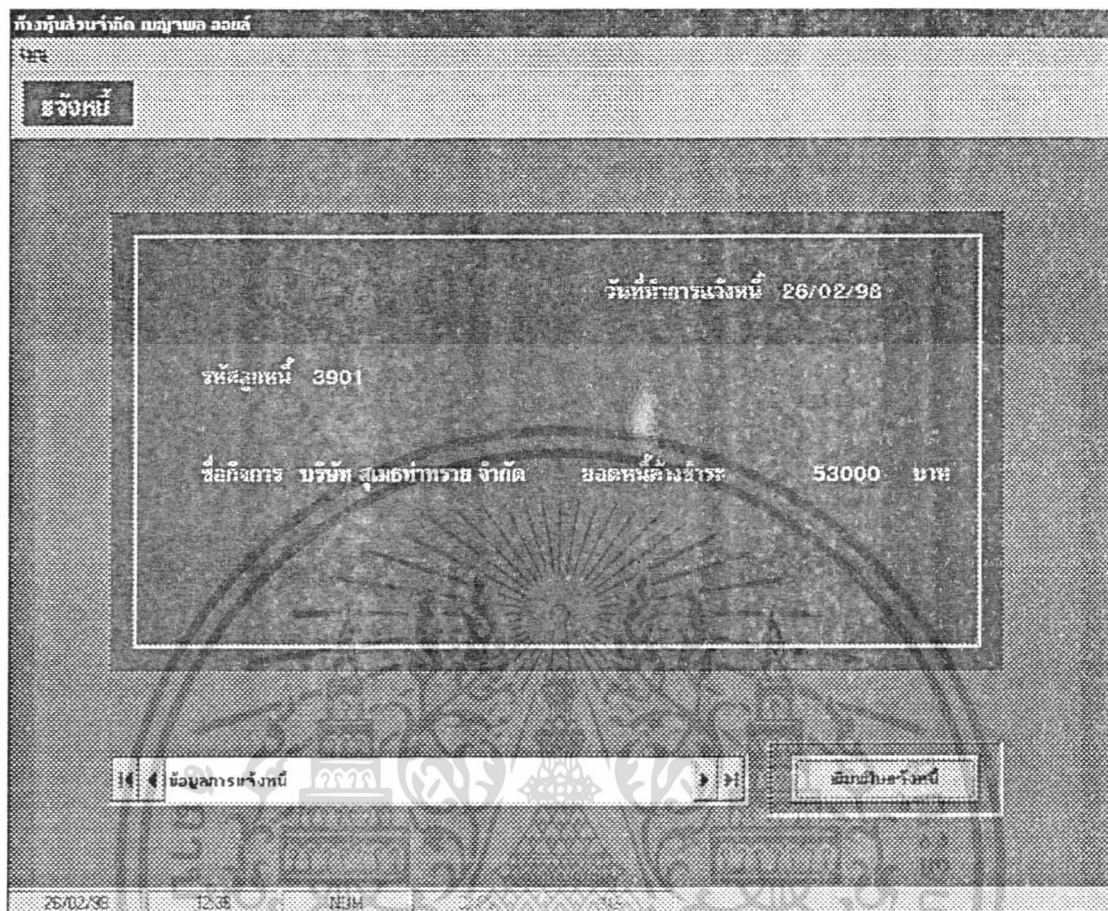 ห้างหุ้นส่วนจำกัด เบญจพล ออยล์
แจ้งหนี้
วันที่ทำการแจ้งหนี้ 26/02/98
รหัสลูกหนี้ 3901
ชื่อกิจการ บริษัท สุเมธท่าทราย จำกัด ยอดหนี้ค้างชำระ 53000 บาท
ข้อมูลการแจ้งหนี้ พิมพ์ใบแจ้งหนี้
26/02/98 12:38 NUM